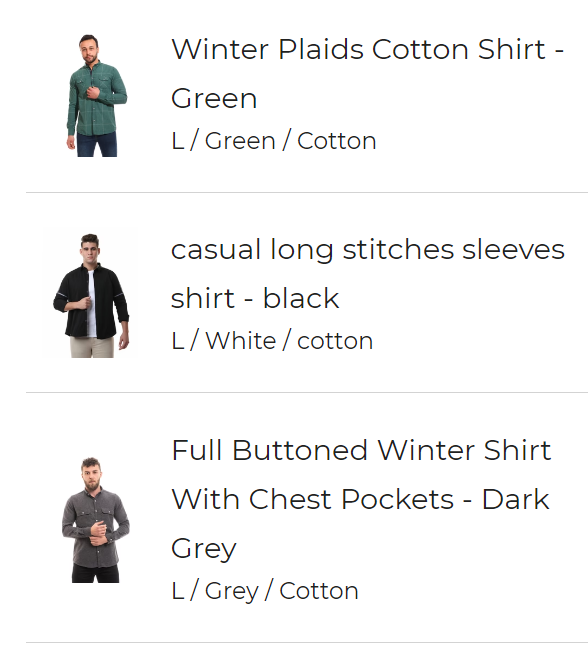 Winter Plaids Cotton Shirt -
Green
L / Green / Cotton
casual long stitches sleeves
shirt - black
L / White / cotton
Full Buttoned Winter Shirt
With Chest Pockets - Dark
Grey
L / Grey / Cotton